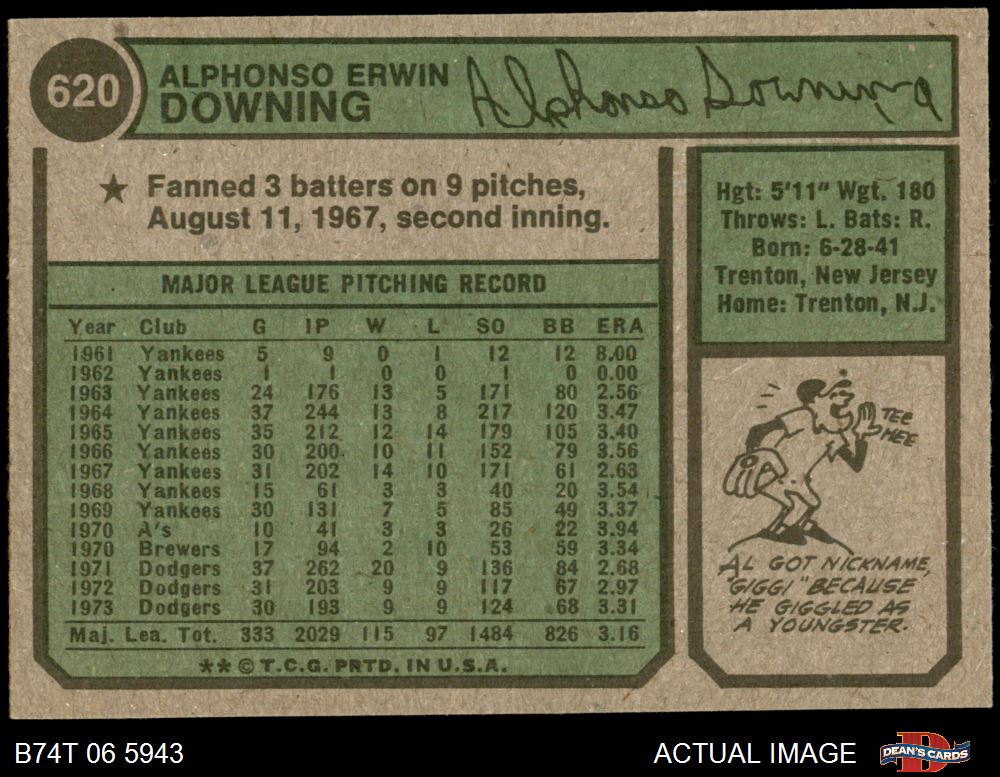 620
ALPHONSO ERWIN
DOWNING
Alphonso Downing
★ Fanned 3 batters on 9 pitches,
August 11, 1967, second inning.
MAJOR LEAGUE PITCHING RECORD
Year Club G IP W L SO BB ERA
1961 Yankees 5 9 0 1 12 12 8.00
1962 Yankees 1 1 0 0 1 0 0.00
1963 Yankees 24 176 13 5 171 80 2.56
1964 Yankees 37 244 13 8 217 120 3.47
1965 Yankees 35 212 12 14 179 105 3.40
1966 Yankees 30 200 10 11 152 79 3.56
1967 Yankees 31 202 14 10 171 61 2.63
1968 Yankees 15 61 3 3 40 20 3.54
1969 Yankees 30 131 7 5 85 49 3.37
1970 A's 10 41 3 3 26 22 3.94
1970 Brewers 17 94 2 10 53 59 3.34
1971 Dodgers 37 262 20 9 136 84 2.68
1972 Dodgers 31 203 9 9 117 67 2.97
1973 Dodgers 30 193 9 9 124 68 3.31
Maj. Lea. Tot. 333 2029 115 97 1484 826 3.16
** © T.C.G. PRTD. IN U.S.A.
Hgt: 5'11" Wgt. 180
Throws: L. Bats: R.
Born: 6-28-41
Trenton, New Jersey
Home: Trenton, N.J.
TEE
HEE
AL GOT NICKNAME,
"GIGGI" BECAUSE
HE GIGGLED AS
A YOUNGSTER.
B74T 06 5943
ACTUAL IMAGE
DEAN'S CARDS